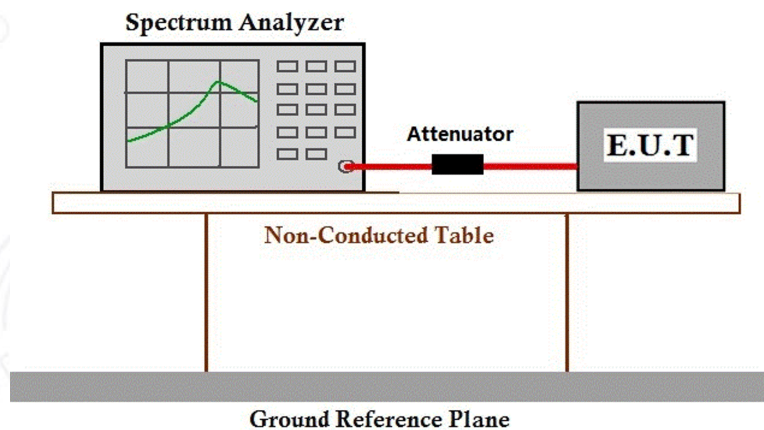 Spectrum Analyzer
Attenuator
E.U.T
Non-Conducted Table
Ground Reference Plane